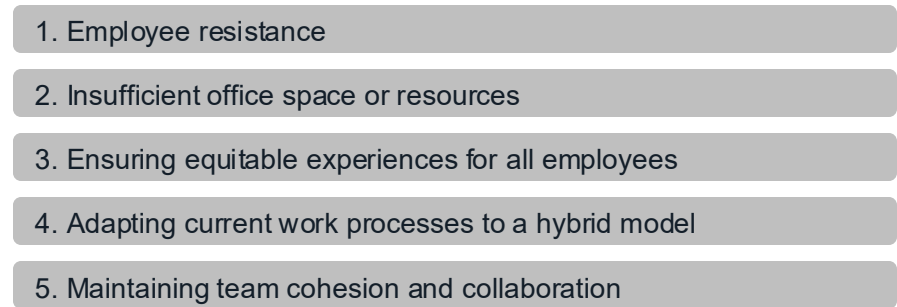 1. Employee resistance
2. Insufficient office space or resources
3. Ensuring equitable experiences for all employees
4. Adapting current work processes to a hybrid model
5. Maintaining team cohesion and collaboration